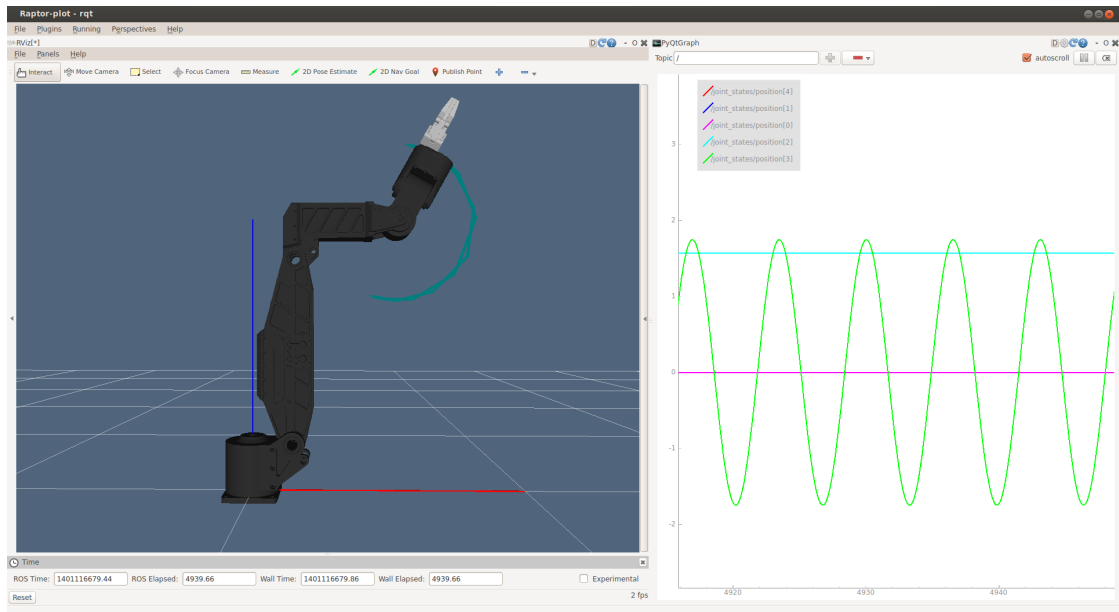 Raptor-plot - rqt
File Plugins Running Perspectives Help
RViz[*]
D - O
File Panels Help
Interact Move Camera Select Focus Camera Measure 2D Pose Estimate 2D Nav Goal Publish Point
PyQtGraph
D - O
Topic / autoscroll
/joint_states/position[4]
/joint_states/position[1]
/joint_states/position[0]
/joint_states/position[2]
/joint_states/position[3]
3
2
1
0
-1
-2
4920 4930 4940
Time
ROS Time: 1401116679.44 ROS Elapsed: 4939.66 Wall Time: 1401116679.86 Wall Elapsed: 4939.66 Experimental
Reset 2 fps